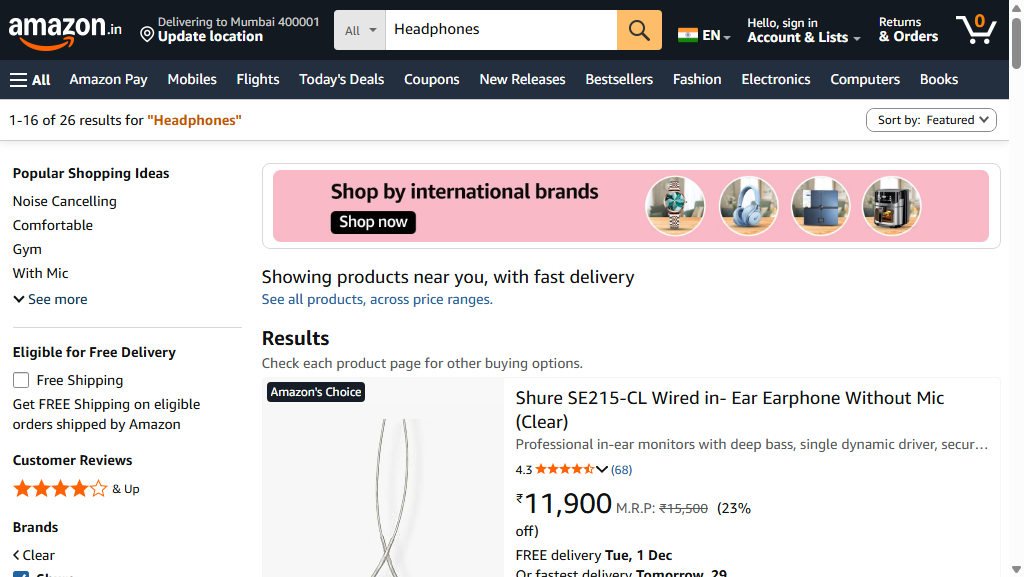 amazon.in
Delivering to Mumbai 400001
Update location
All
Headphones
EN
Hello, sign in
Account & Lists
Returns
& Orders
0
All
Amazon Pay
Mobiles
Flights
Today's Deals
Coupons
New Releases
Bestsellers
Fashion
Electronics
Computers
Books
1-16 of 26 results for "Headphones"
Sort by: Featured
Popular Shopping Ideas
Noise Cancelling
Comfortable
Gym
With Mic
See more
Eligible for Free Delivery
Free Shipping
Get FREE Shipping on eligible
orders shipped by Amazon
Customer Reviews
& Up
Brands
Clear
Shure
Shop by international brands
Shop now
Showing products near you, with fast delivery
See all products, across price ranges.
Results
Check each product page for other buying options.
Amazon's Choice
Shure SE215-CL Wired in- Ear Earphone Without Mic
(Clear)
Professional in-ear monitors with deep bass, single dynamic driver, secur…
4.3 (68)
₹11,900 M.R.P: ₹15,500 (23%
off)
FREE delivery Tue, 1 Dec
Or fastest delivery Tomorrow, 29